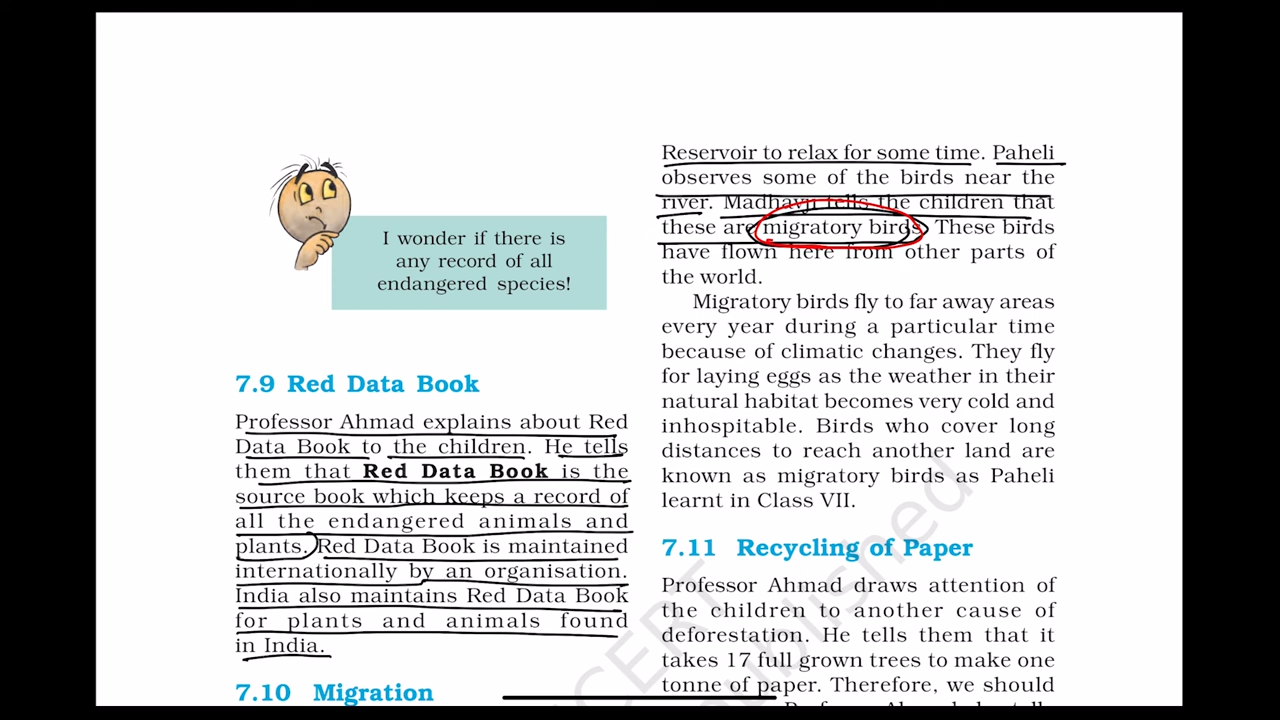 I wonder if there is
any record of all
endangered species!
7.9 Red Data Book
Professor Ahmad explains about Red
Data Book to the children. He tells
them that Red Data Book is the
source book which keeps a record of
all the endangered animals and
plants. Red Data Book is maintained
internationally by an organisation.
India also maintains Red Data Book
for plants and animals found
in India.
7.10 Migration
Reservoir to relax for some time. Paheli
observes some of the birds near the
river. Madhavji tells the children that
these are migratory birds. These birds
have flown here from other parts of
the world.
Migratory birds fly to far away areas
every year during a particular time
because of climatic changes. They fly
for laying eggs as the weather in their
natural habitat becomes very cold and
inhospitable. Birds who cover long
distances to reach another land are
known as migratory birds as Paheli
learnt in Class VII.
7.11 Recycling of Paper
Professor Ahmad draws attention of
the children to another cause of
deforestation. He tells them that it
takes 17 full grown trees to make one
tonne of paper. Therefore, we should